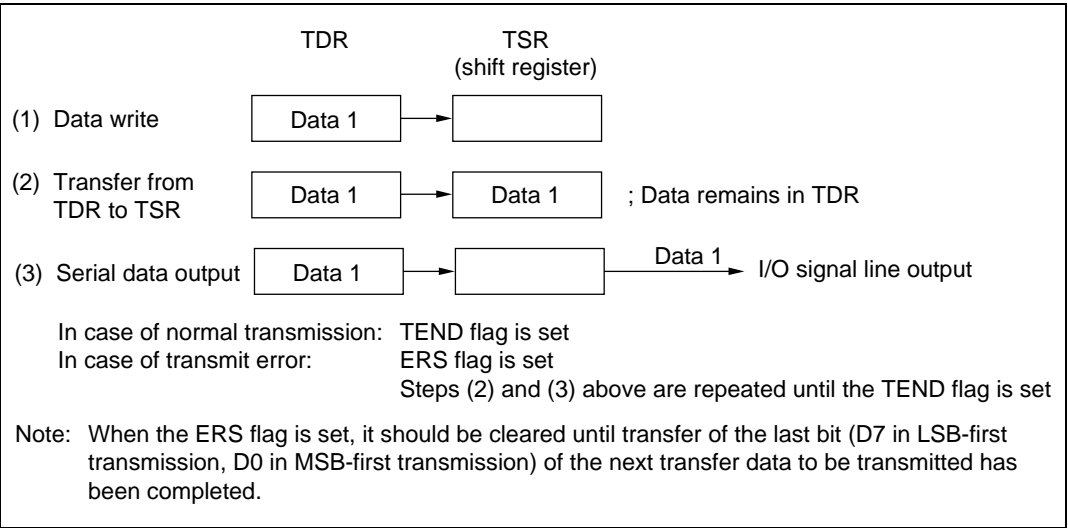 TDR TSR
(shift register)
(1) Data write Data 1
(2) Transfer from
TDR to TSR Data 1 Data 1 ; Data remains in TDR
(3) Serial data output Data 1 Data 1 I/O signal line output
In case of normal transmission: TEND flag is set
In case of transmit error: ERS flag is set
Steps (2) and (3) above are repeated until the TEND flag is set
Note: When the ERS flag is set, it should be cleared until transfer of the last bit (D7 in LSB-first
transmission, D0 in MSB-first transmission) of the next transfer data to be transmitted has
been completed.